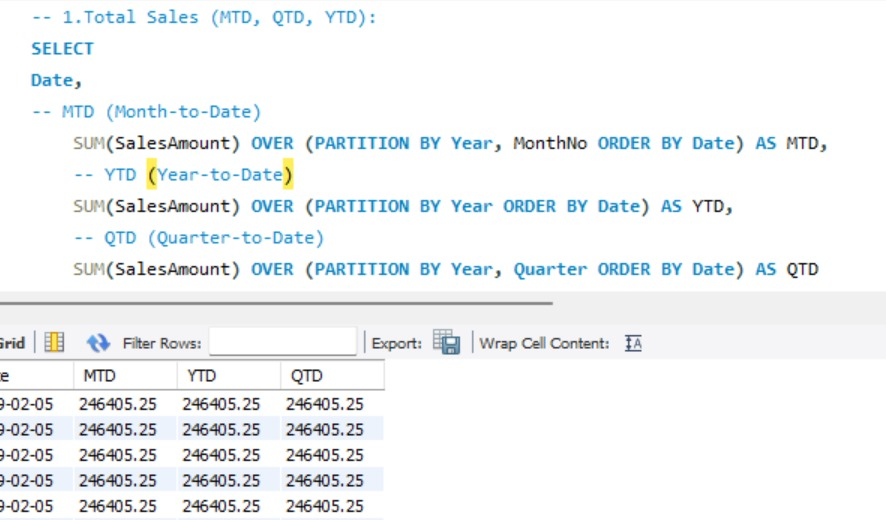 -- 1.Total Sales (MTD, QTD, YTD):
SELECT
Date,
-- MTD (Month-to-Date)
SUM(SalesAmount) OVER (PARTITION BY Year, MonthNo ORDER BY Date) AS MTD,
-- YTD (Year-to-Date)
SUM(SalesAmount) OVER (PARTITION BY Year ORDER BY Date) AS YTD,
-- QTD (Quarter-to-Date)
SUM(SalesAmount) OVER (PARTITION BY Year, Quarter ORDER BY Date) AS QTD
Grid Filter Rows: Export: Wrap Cell Content: IA
e MTD YTD QTD
9-02-05 246405.25 246405.25 246405.25
9-02-05 246405.25 246405.25 246405.25
9-02-05 246405.25 246405.25 246405.25
9-02-05 246405.25 246405.25 246405.25
9-02-05 246405.25 246405.25 246405.25